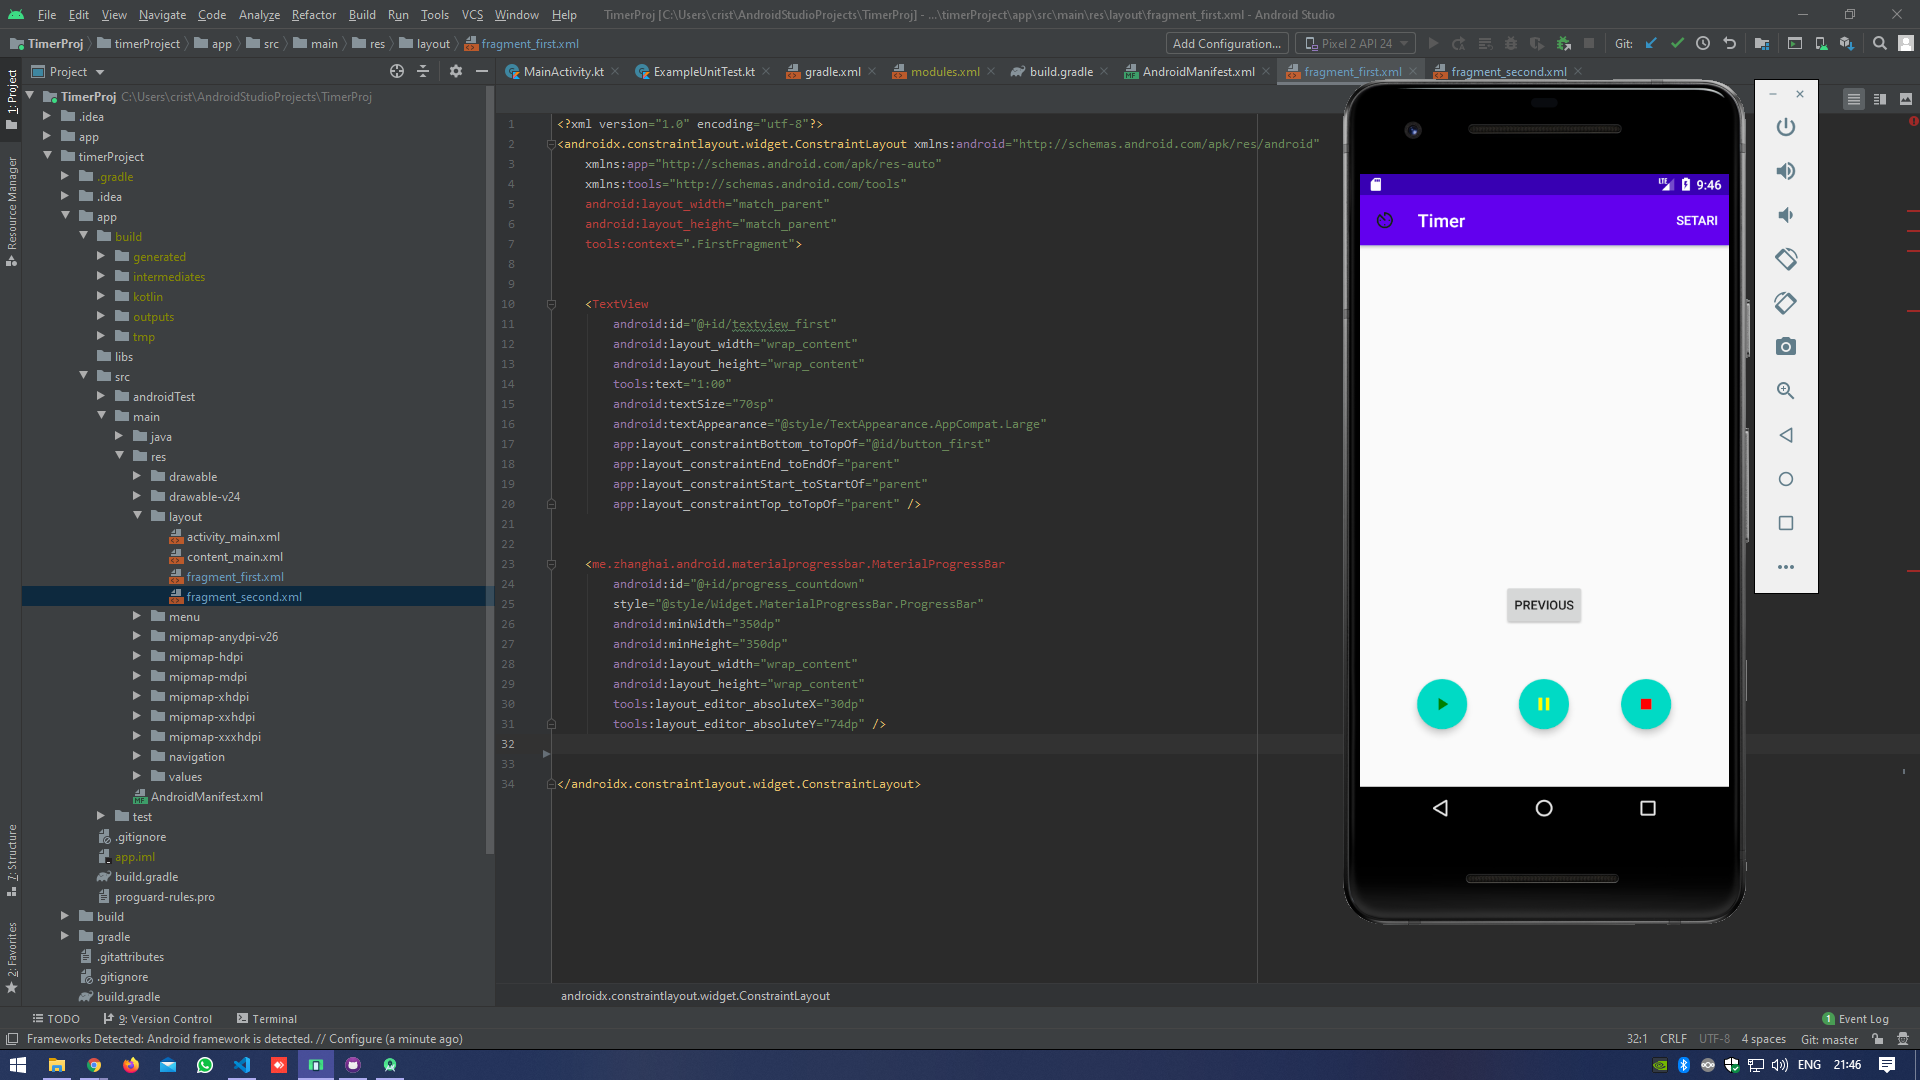 File Edit View Navigate Code Analyze Refactor Build Run Tools VCS Window Help TimerProj [C:\Users\crist\AndroidStudioProjects\TimerProj] - ...\timerProject\app\src\main\res\layout\fragment_first.xml - Android Studio
TimerProj timerProject app src main res layout fragment_first.xml Add Configuration... Pixel 2 API 24 Git:
Project MainActivity.kt ExampleUnitTest.kt gradle.xml modules.xml build.gradle AndroidManifest.xml fragment_first.xml fragment_second.xml
1: Project
Resource Manager
7: Structure
2: Favorites
TimerProj C:\Users\crist\AndroidStudioProjects\TimerProj
.idea
app
timerProject
.gradle
.idea
app
build
generated
intermediates
kotlin
outputs
tmp
libs
src
androidTest
main
java
res
drawable
drawable-v24
layout
activity_main.xml
content_main.xml
fragment_first.xml
fragment_second.xml
menu
mipmap-anydpi-v26
mipmap-hdpi
mipmap-mdpi
mipmap-xhdpi
mipmap-xxhdpi
mipmap-xxxhdpi
navigation
values
AndroidManifest.xml
test
.gitignore
app.iml
build.gradle
proguard-rules.pro
build
gradle
.gitattributes
.gitignore
build.gradle
1 <?xml version="1.0" encoding="utf-8"?>
2 <androidx.constraintlayout.widget.ConstraintLayout xmlns:android="http://schemas.android.com/apk/res/android"
3 xmlns:app="http://schemas.android.com/apk/res-auto"
4 xmlns:tools="http://schemas.android.com/tools"
5 android:layout_width="match_parent"
6 android:layout_height="match_parent"
7 tools:context=".FirstFragment">
8
9
10 <TextView
11 android:id="@+id/textview_first"
12 android:layout_width="wrap_content"
13 android:layout_height="wrap_content"
14 tools:text="1:00"
15 android:textSize="70sp"
16 android:textAppearance="@style/TextAppearance.AppCompat.Large"
17 app:layout_constraintBottom_toTopOf="@id/button_first"
18 app:layout_constraintEnd_toEndOf="parent"
19 app:layout_constraintStart_toStartOf="parent"
20 app:layout_constraintTop_toTopOf="parent" />
21
22
23 <me.zhanghai.android.materialprogressbar.MaterialProgressBar
24 android:id="@+id/progress_countdown"
25 style="@style/Widget.MaterialProgressBar.ProgressBar"
26 android:minWidth="350dp"
27 android:minHeight="350dp"
28 android:layout_width="wrap_content"
29 android:layout_height="wrap_content"
30 tools:layout_editor_absoluteX="30dp"
31 tools:layout_editor_absoluteY="74dp" />
32
33
34 </androidx.constraintlayout.widget.ConstraintLayout>
androidx.constraintlayout.widget.ConstraintLayout
LTE 9:46
Timer SETARI
PREVIOUS
TODO 9: Version Control Terminal 1 Event Log
Frameworks Detected: Android framework is detected. // Configure (a minute ago) 32:1 CRLF UTF-8 4 spaces Git: master
ENG 21:46